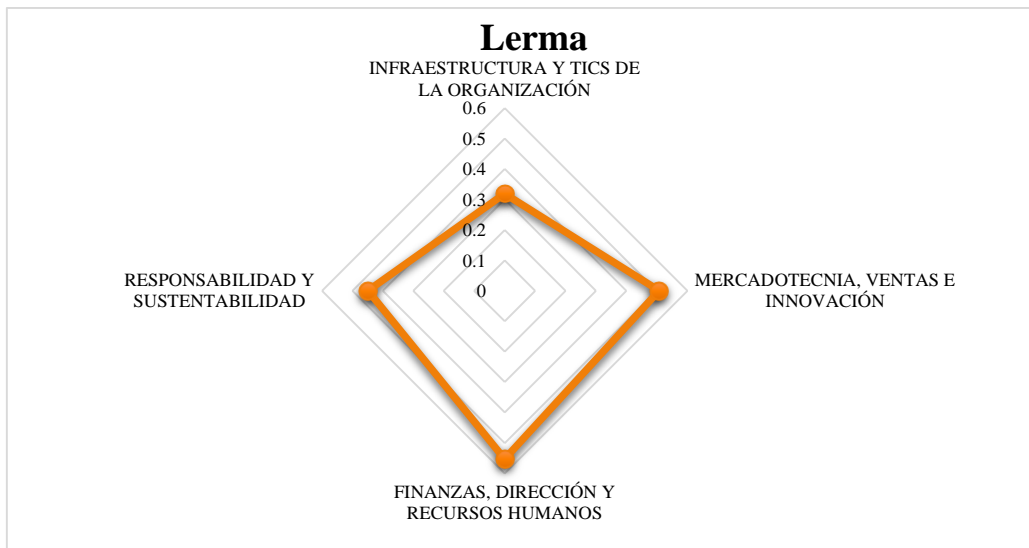 Lerma
INFRAESTRUCTURA Y TICS DE
LA ORGANIZACIÓN
0.6
0.5
0.4
0.3
0.2
0.1
0
RESPONSABILIDAD Y
SUSTENTABILIDAD
MERCADOTECNIA, VENTAS E
INNOVACIÓN
FINANZAS, DIRECCIÓN Y
RECURSOS HUMANOS